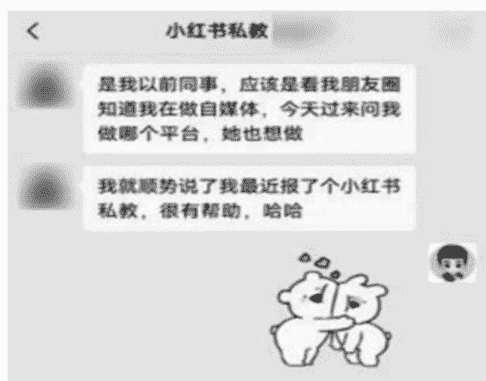 小红书私教
是我以前同事，应该是看我朋友圈
知道我在做自媒体，今天过来问我
做哪个平台，她也想做
我就顺势说了我最近报了个小红书
私教，很有帮助，哈哈